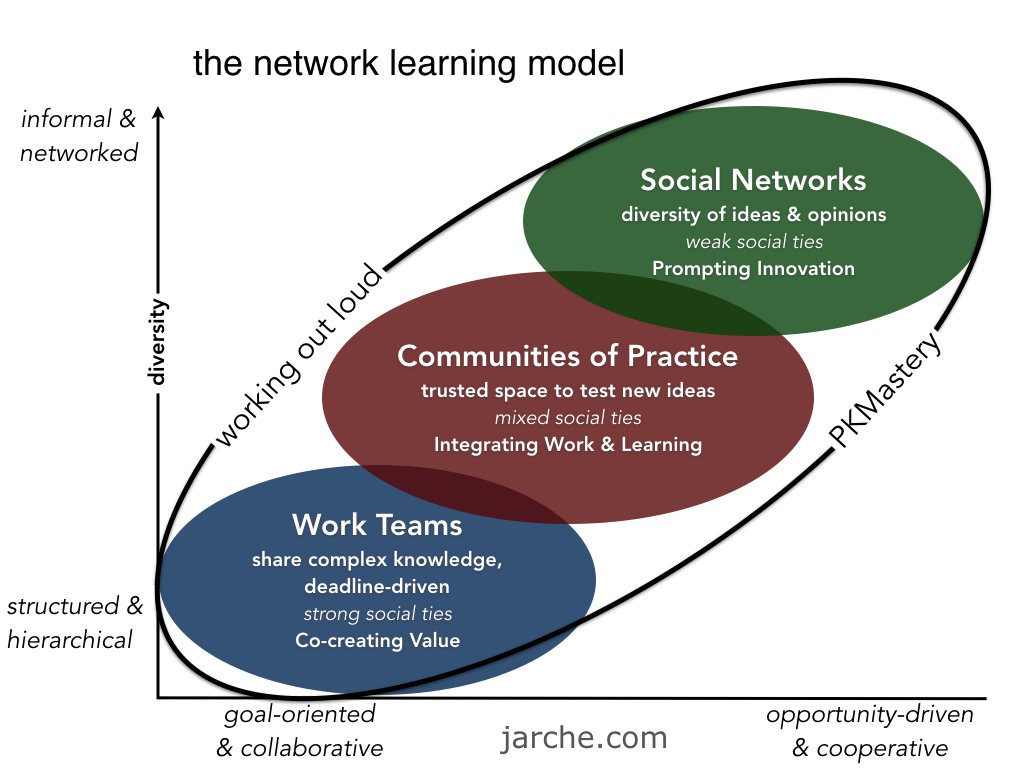 the network learning model
informal &
networked
Social Networks
diversity of ideas & opinions
weak social ties
Prompting Innovation
working out loud
diversity
Communities of Practice
trusted space to test new ideas
mixed social ties
Integrating Work & Learning
PKMastery
Work Teams
share complex knowledge,
deadline-driven
strong social ties
Co-creating Value
structured &
hierarchical
goal-oriented
& collaborative
opportunity-driven
& cooperative
jarche.com